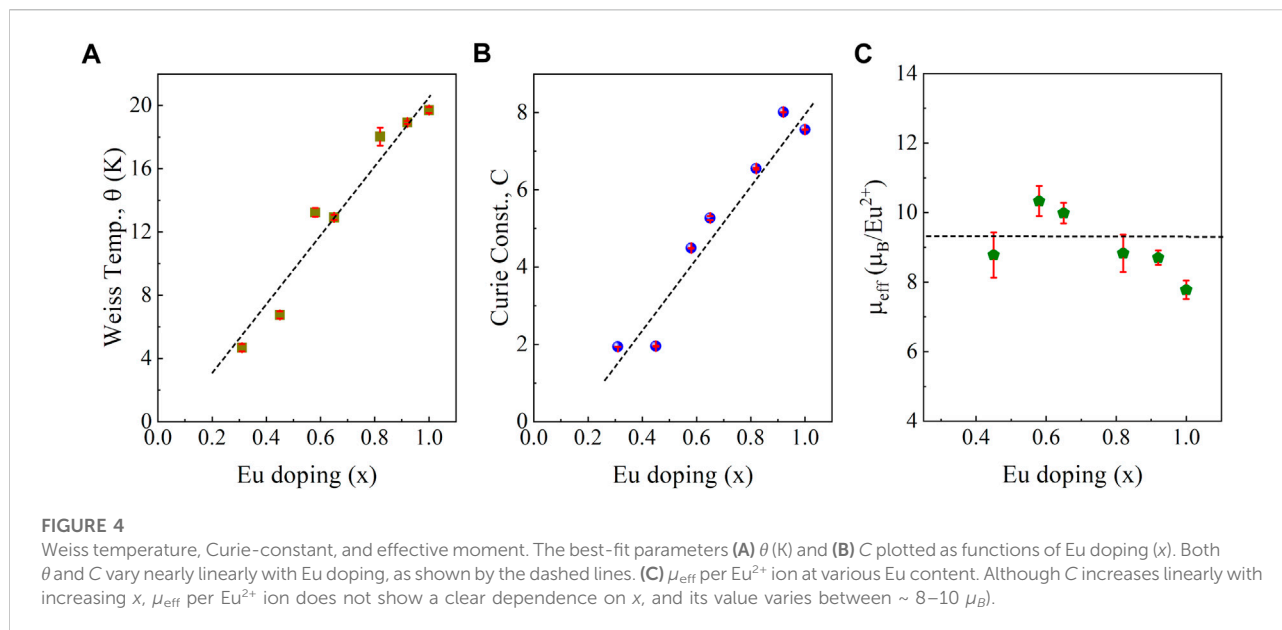 A
B
C
Weiss Temp., θ (K)
20
16
12
8
4
0
0.0 0.2 0.4 0.6 0.8 1.0
Eu doping (x)
Curie Const., C
8
6
4
2
0
0.0 0.2 0.4 0.6 0.8 1.0
Eu doping (x)
μeff (μB/Eu²⁺)
14
12
10
8
6
4
0.4 0.6 0.8 1.0
Eu doping (x)
FIGURE 4
Weiss temperature, Curie-constant, and effective moment. The best-fit parameters (A) θ (K) and (B) C plotted as functions of Eu doping (x). Both
θ and C vary nearly linearly with Eu doping, as shown by the dashed lines. (C) μeff per Eu²⁺ ion at various Eu content. Although C increases linearly with
increasing x, μeff per Eu²⁺ ion does not show a clear dependence on x, and its value varies between ~ 8–10 μB).